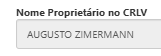 Nome Proprietário no CRLV
AUGUSTO ZIMERMANN